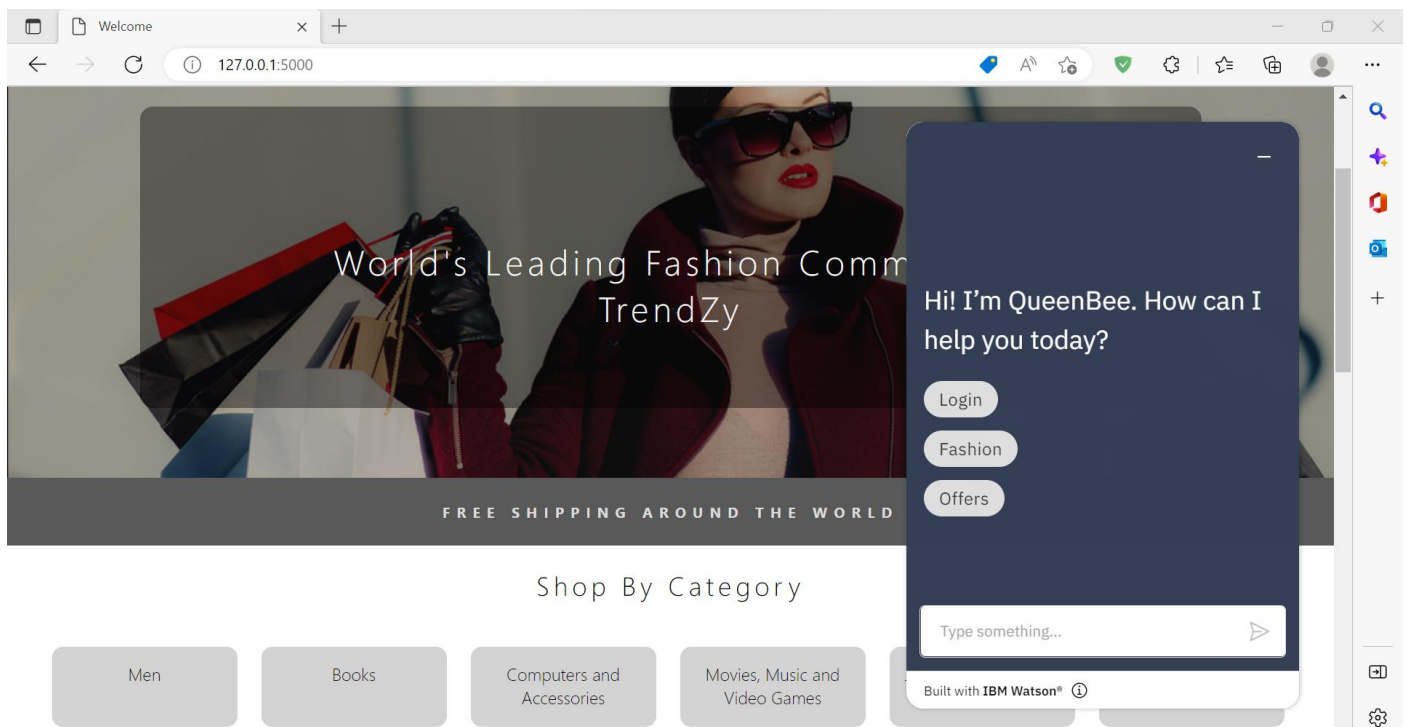 Welcome
127.0.0.1:5000
World's Leading Fashion Comm
TrendZy
FREE SHIPPING AROUND THE WORLD
Shop By Category
Men
Books
Computers and
Accessories
Movies, Music and
Video Games
Hi! I’m QueenBee. How can I
help you today?
Login
Fashion
Offers
Type something...
Built with IBM Watson®